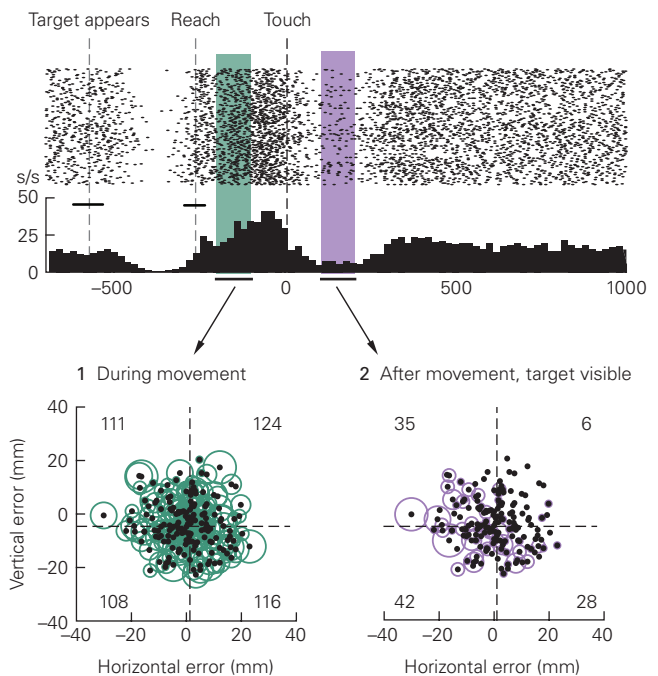 Target appears Reach Touch
s/s
50
25
0
–500 0 500 1000
1 During movement 2 After movement, target visible
40 111 124 35 6
20
0
–20
–40 108 116 42 28
Vertical error (mm)
–40 –20 0 20 40 –40 –20 0 20 40
Horizontal error (mm) Horizontal error (mm)